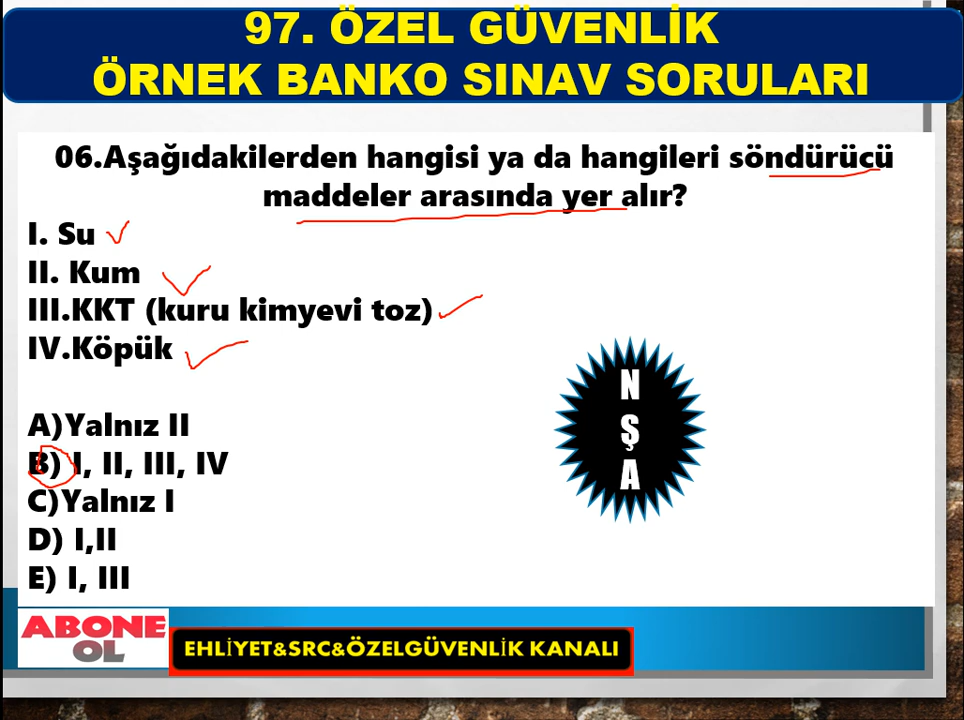 97. ÖZEL GÜVENLİK
ÖRNEK BANKO SINAV SORULARI
06.Aşağıdakilerden hangisi ya da hangileri söndürücü
maddeler arasında yer alır?
I. Su
II. Kum
III.KKT (kuru kimyevi toz)
IV.Köpük
A)Yalnız II
B) I, II, III, IV
C)Yalnız I
D) I,II
E) I, III
N
Ş
A
ABONE
OL
EHLİYET&SRC&ÖZELGÜVENLİK KANALI